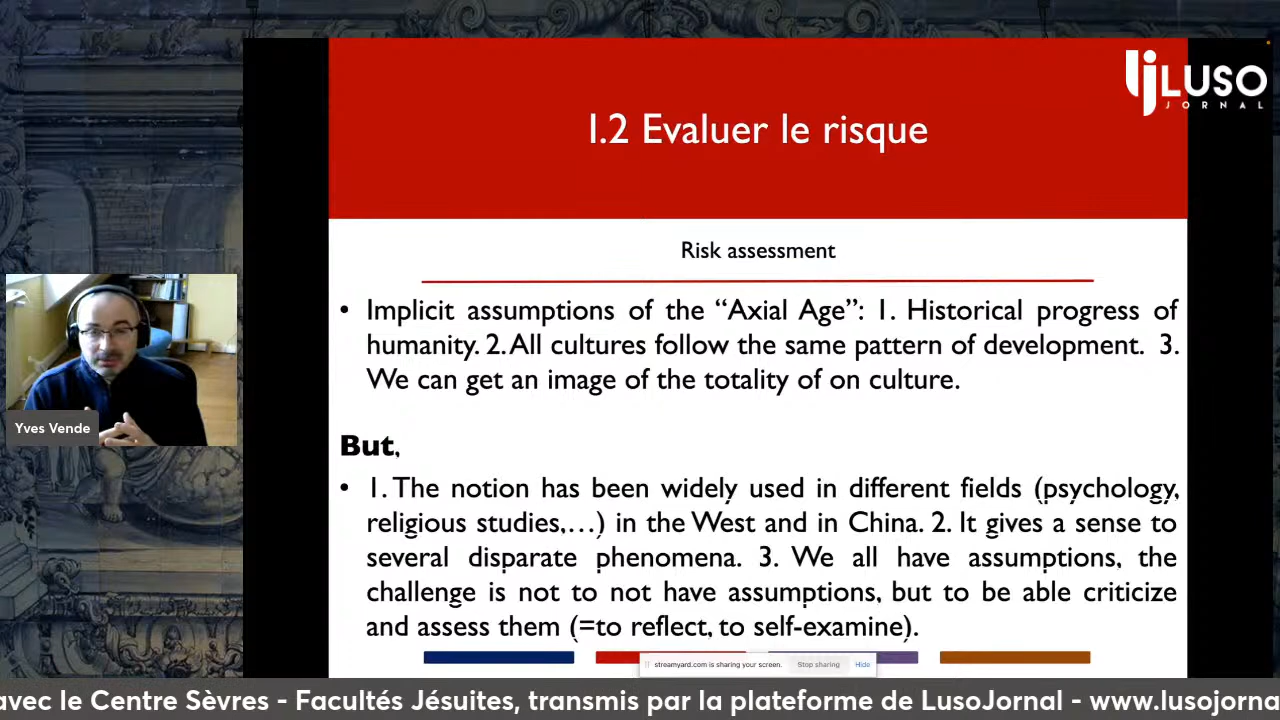 LUSO
JORNAL
I.2 Evaluer le risque
Risk assessment
• Implicit assumptions of the “Axial Age”: 1. Historical progress of
humanity. 2. All cultures follow the same pattern of development. 3.
We can get an image of the totality of on culture.
But,
• 1. The notion has been widely used in different fields (psychology,
religious studies,…) in the West and in China. 2. It gives a sense to
several disparate phenomena. 3. We all have assumptions, the
challenge is not to not have assumptions, but to be able criticize
and assess them (=to reflect, to self-examine).
Yves Vende
streamyard.com is sharing your screen. Stop sharing Hide
avec le Centre Sèvres - Facultés Jésuites, transmis par la plateforme de LusoJornal - www.lusojorna